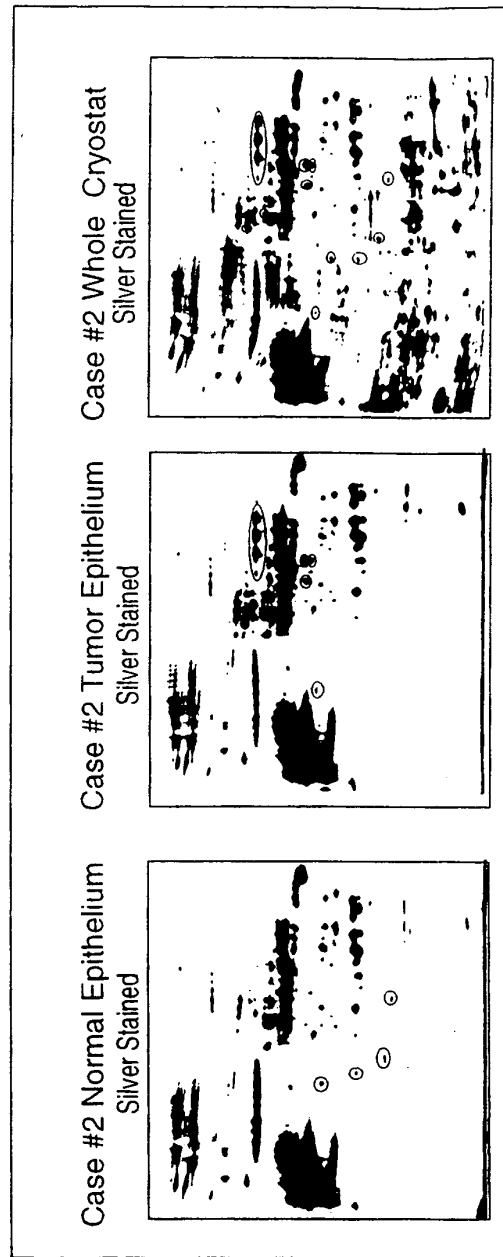 Case #2 Normal Epithelium
Silver Stained
Case #2 Tumor Epithelium
Silver Stained
Case #2 Whole Cryostat
Silver Stained